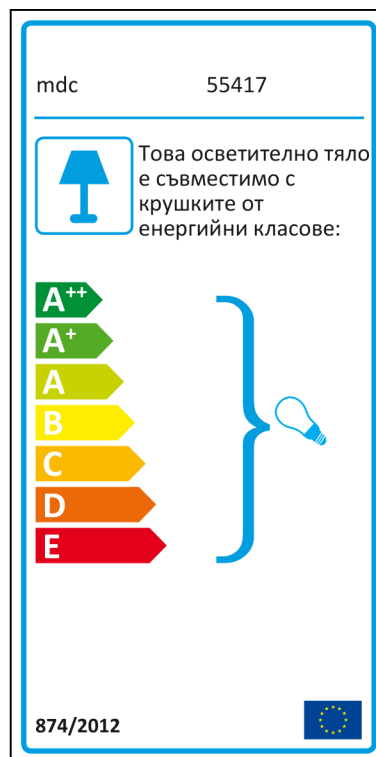 mdc 55417
Това осветително тяло
е съвместимо с
крушките от
енергийни класове:
A++
A+
A
B
C
D
E
874/2012